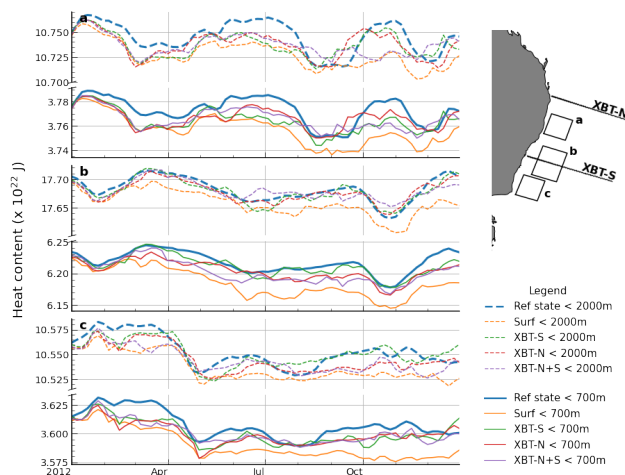 a
10.750
10.725
10.700
3.78
3.76
3.74
b
17.70
17.65
6.25
6.20
6.15
c
10.575
10.550
10.525
3.625
3.600
3.575
2012
Apr
Jul
Oct
Heat content (x 10²² J)
XBT-N
a
b
XBT-S
c
Legend
Ref state < 2000m
Surf < 2000m
XBT-S < 2000m
XBT-N < 2000m
XBT-N+S < 2000m
Ref state < 700m
Surf < 700m
XBT-S < 700m
XBT-N < 700m
XBT-N+S < 700m